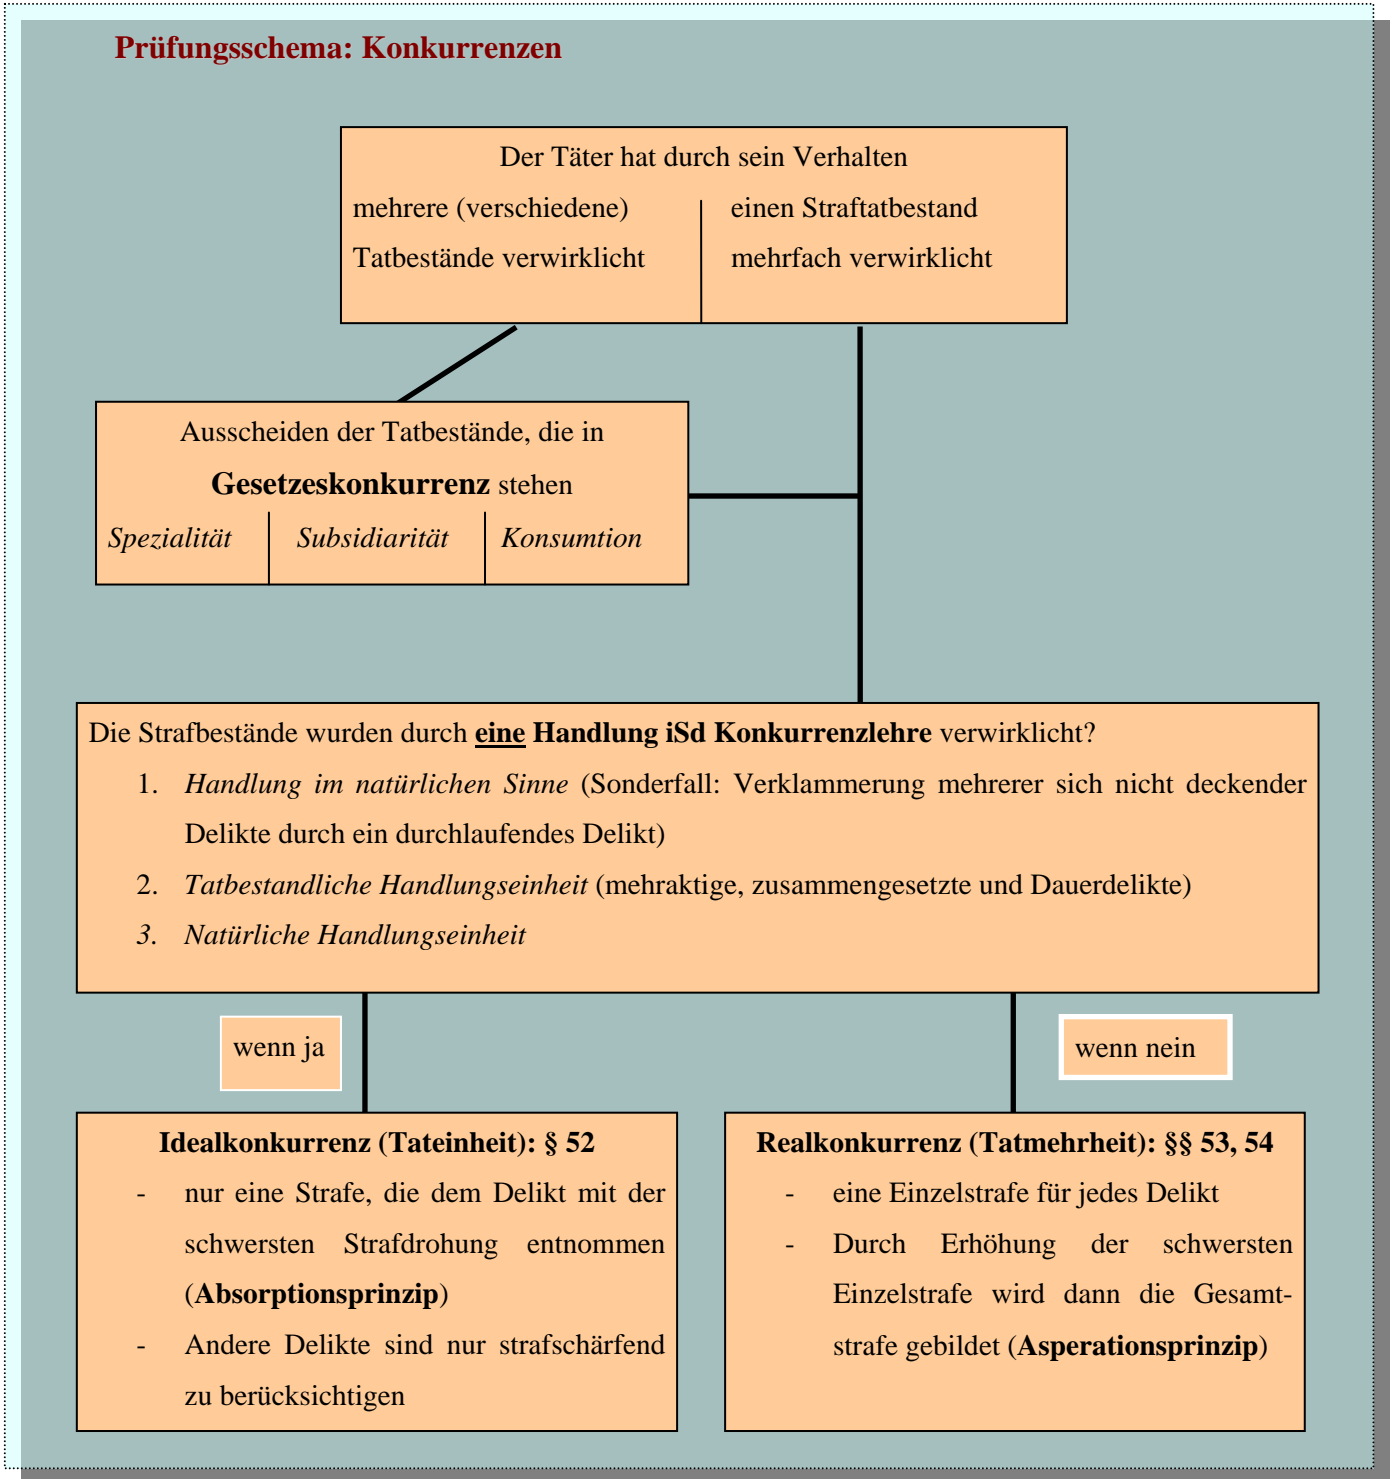 Prüfungsschema: Konkurrenzen
Der Täter hat durch sein Verhalten
mehrere (verschiedene)
Tatbestände verwirklicht
einen Straftatbestand
mehrfach verwirklicht
Ausscheiden der Tatbestände, die in
Gesetzeskonkurrenz stehen
Spezialität
Subsidiarität
Konsumtion
Die Strafbestände wurden durch eine Handlung iSd Konkurrenzlehre verwirklicht?
1. Handlung im natürlichen Sinne (Sonderfall: Verklammerung mehrerer sich nicht deckender
Delikte durch ein durchlaufendes Delikt)
2. Tatbestandliche Handlungseinheit (mehraktige, zusammengesetzte und Dauerdelikte)
3. Natürliche Handlungseinheit
wenn ja
wenn nein
Idealkonkurrenz (Tateinheit): § 52
- nur eine Strafe, die dem Delikt mit der
schwersten Strafdrohung entnommen
(Absorptionsprinzip)
- Andere Delikte sind nur strafschärfend
zu berücksichtigen
Realkonkurrenz (Tatmehrheit): §§ 53, 54
- eine Einzelstrafe für jedes Delikt
- Durch Erhöhung der schwersten
Einzelstrafe wird dann die Gesamt-
strafe gebildet (Asperationsprinzip)